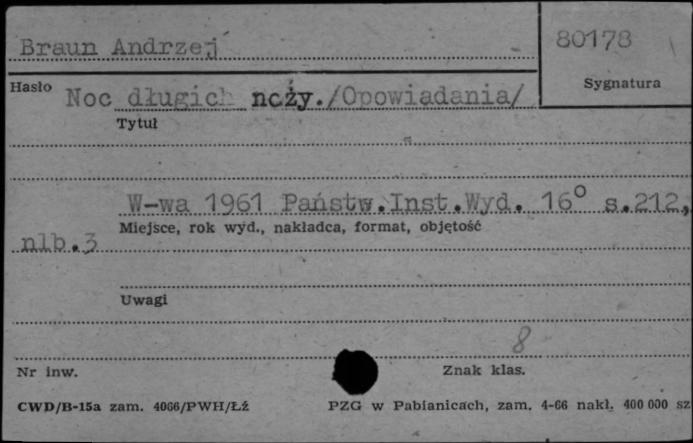 Braun Andrzej
80178
Sygnatura
Hasło
Noc długich noży./Opowiadania/
Tytuł
W-wa 1961 Państw.Inst.Wyd. 16° s.212,
Miejsce, rok wyd., nakładca, format, objętość
nlb.3
Uwagi
8
Nr inw.
Znak klas.
CWD/B-15a zam. 4066/PWH/Łź
PZG w Pabianicach, zam. 4-66 nakł. 400 000 sz